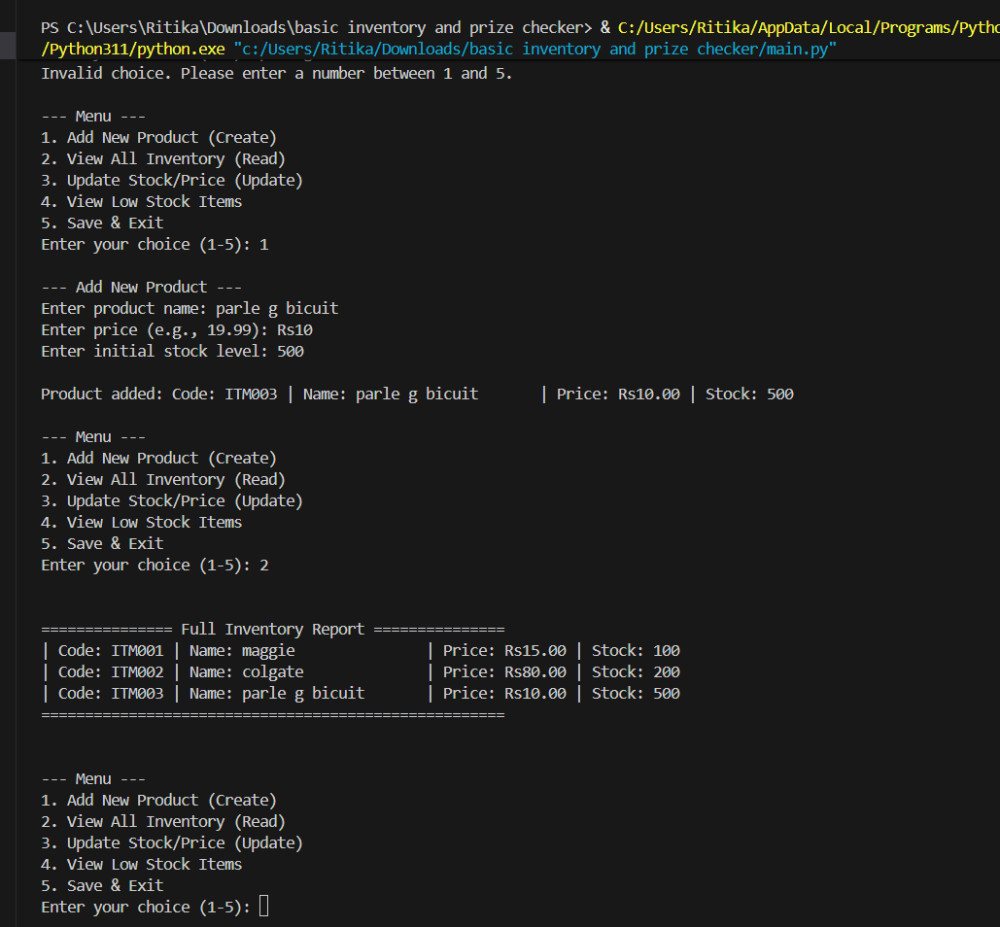 PS C:\Users\Ritika\Downloads\basic inventory and prize checker> & C:/Users/Ritika/AppData/Local/Programs/Pytho
/Python311/python.exe "c:/Users/Ritika/Downloads/basic inventory and prize checker/main.py"
Invalid choice. Please enter a number between 1 and 5.

--- Menu ---
1. Add New Product (Create)
2. View All Inventory (Read)
3. Update Stock/Price (Update)
4. View Low Stock Items
5. Save & Exit
Enter your choice (1-5): 1

--- Add New Product ---
Enter product name: parle g bicuit
Enter price (e.g., 19.99): Rs10
Enter initial stock level: 500

Product added: Code: ITM003 | Name: parle g bicuit       | Price: Rs10.00 | Stock: 500

--- Menu ---
1. Add New Product (Create)
2. View All Inventory (Read)
3. Update Stock/Price (Update)
4. View Low Stock Items
5. Save & Exit
Enter your choice (1-5): 2

=============== Full Inventory Report ===============
| Code: ITM001 | Name: maggie               | Price: Rs15.00 | Stock: 100
| Code: ITM002 | Name: colgate              | Price: Rs80.00 | Stock: 200
| Code: ITM003 | Name: parle g bicuit       | Price: Rs10.00 | Stock: 500
=====================================================

--- Menu ---
1. Add New Product (Create)
2. View All Inventory (Read)
3. Update Stock/Price (Update)
4. View Low Stock Items
5. Save & Exit
Enter your choice (1-5):